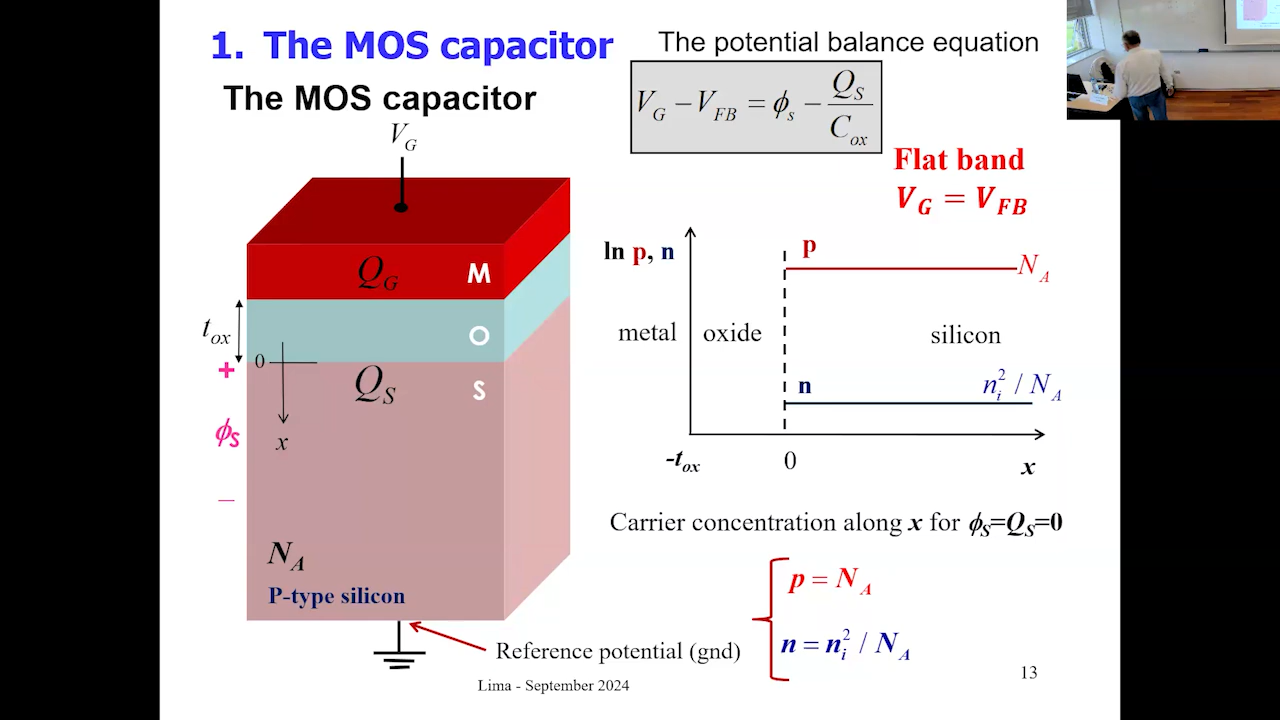 1. The MOS capacitor
The MOS capacitor
The potential balance equation
V_G − V_FB = ϕ_s − Q_S / C_ox
Flat band
V_G = V_FB
V_G
Q_G
M
t_ox
O
0
Q_S
S
+
ϕ_S
−
x
N_A
P-type silicon
Reference potential (gnd)
ln p, n
p
N_A
metal
oxide
silicon
n
n_i^2 / N_A
-t_ox
0
x
Carrier concentration along x for ϕ_S=Q_S=0
p = N_A
n = n_i^2 / N_A
Lima - September 2024
13